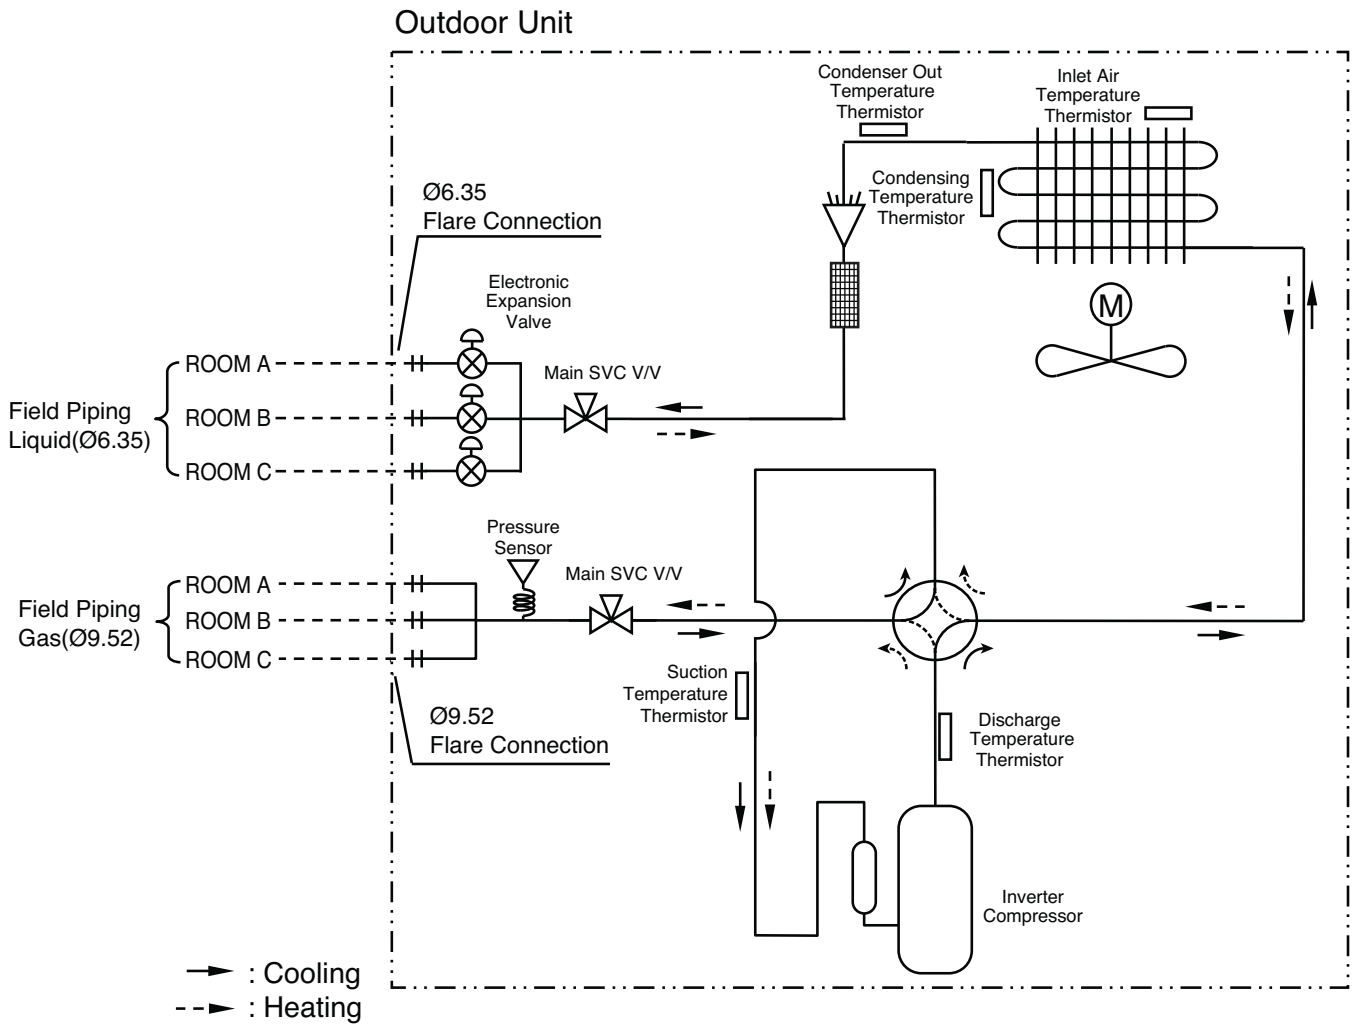 Outdoor Unit
Condenser Out
Temperature
Thermistor
Inlet Air
Temperature
Thermistor
Condensing
Temperature
Thermistor
Ø6.35
Flare Connection
Electronic
Expansion
Valve
M
Main SVC V/V
Field Piping
Liquid(Ø6.35)
ROOM A
ROOM B
ROOM C
Pressure
Sensor
Main SVC V/V
Field Piping
Gas(Ø9.52)
ROOM A
ROOM B
ROOM C
Suction
Temperature
Thermistor
Ø9.52
Flare Connection
Discharge
Temperature
Thermistor
Inverter
Compressor
: Cooling
: Heating